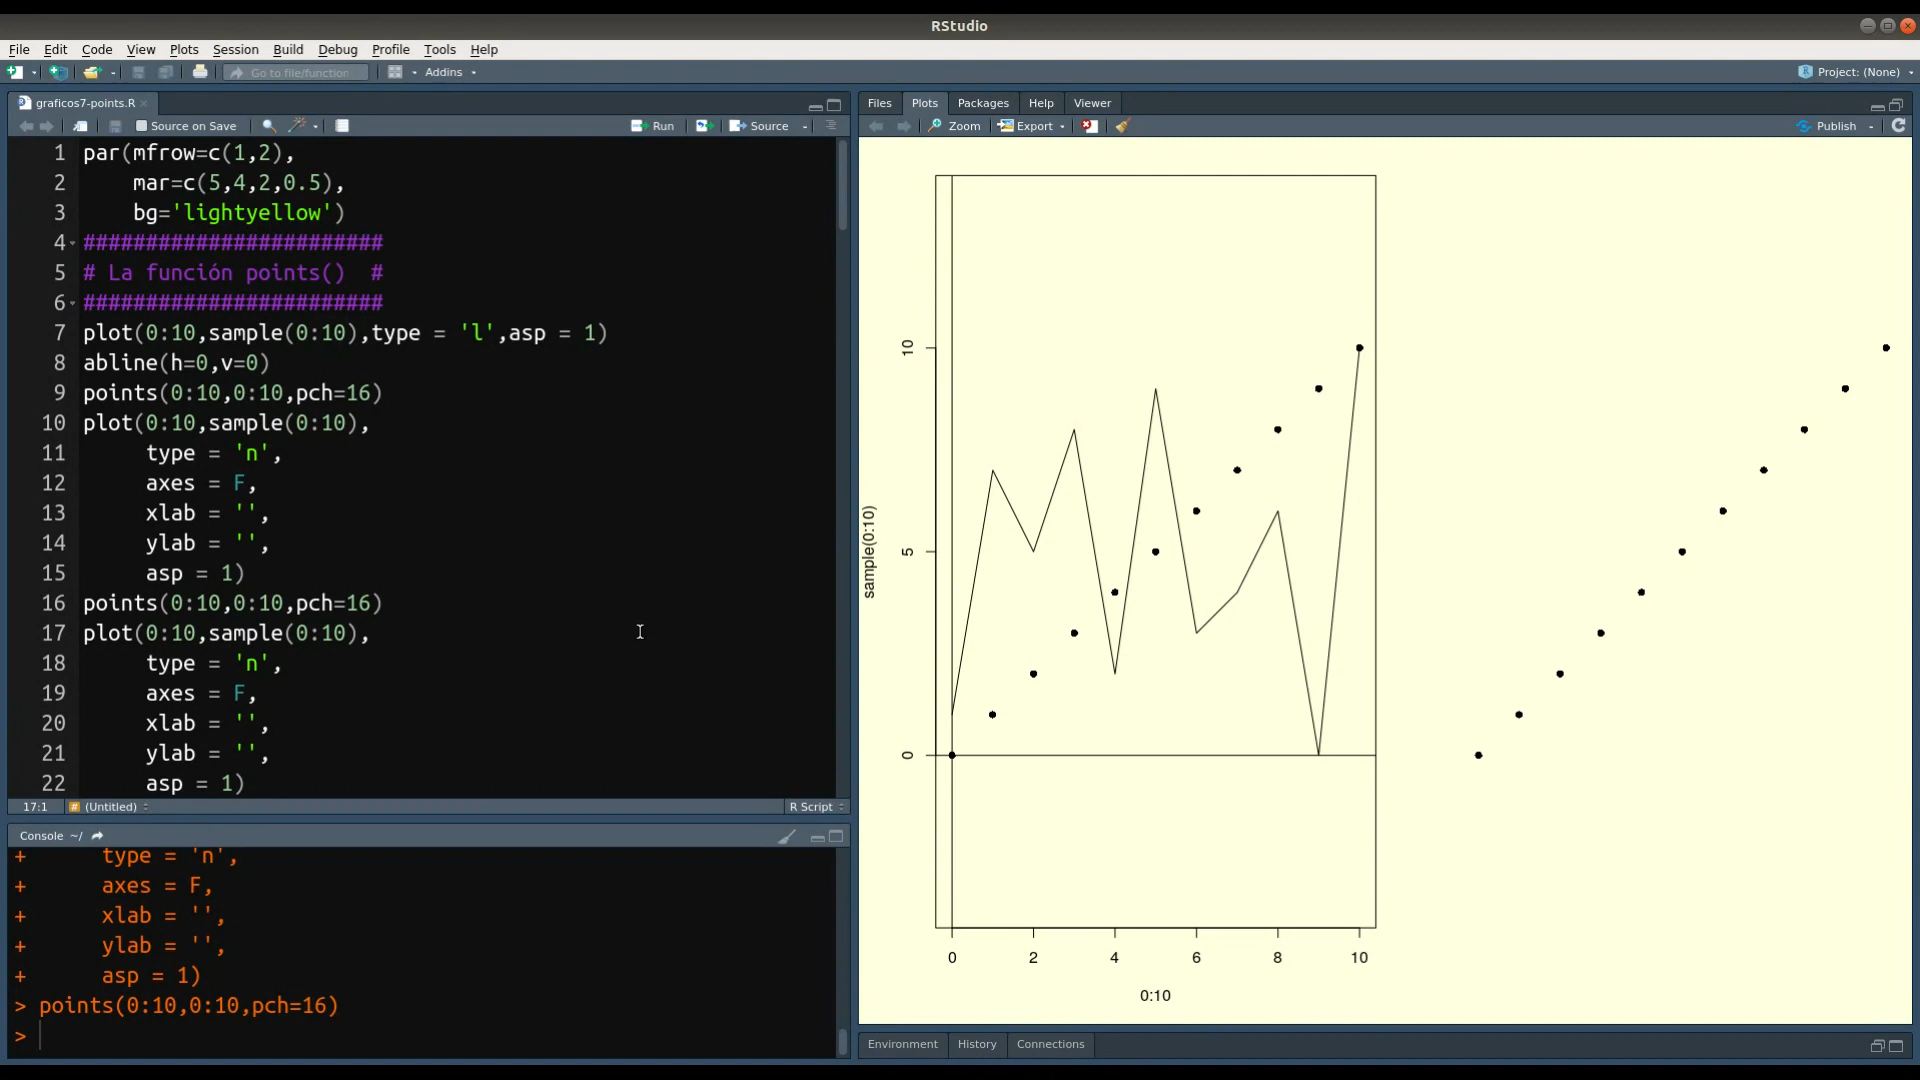 RStudio
File Edit Code View Plots Session Build Debug Profile Tools Help
Go to file/function Addins Project: (None)
graficos7-points.R
Source on Save Run Source
1 par(mfrow=c(1,2),
2 mar=c(5,4,2,0.5),
3 bg='lightyellow')
4 ########################
5 # La función points()  #
6 ########################
7 plot(0:10,sample(0:10),type = 'l',asp = 1)
8 abline(h=0,v=0)
9 points(0:10,0:10,pch=16)
10 plot(0:10,sample(0:10),
11 type = 'n',
12 axes = F,
13 xlab = '',
14 ylab = '',
15 asp = 1)
16 points(0:10,0:10,pch=16)
17 plot(0:10,sample(0:10),
18 type = 'n',
19 axes = F,
20 xlab = '',
21 ylab = '',
22 asp = 1)
17:1 # (Untitled) R Script
Console ~/
+ type = 'n',
+ axes = F,
+ xlab = '',
+ ylab = '',
+ asp = 1)
> points(0:10,0:10,pch=16)
>
Files Plots Packages Help Viewer
Zoom Export Publish
sample(0:10)
10
5
0
0 2 4 6 8 10
0:10
Environment History Connections